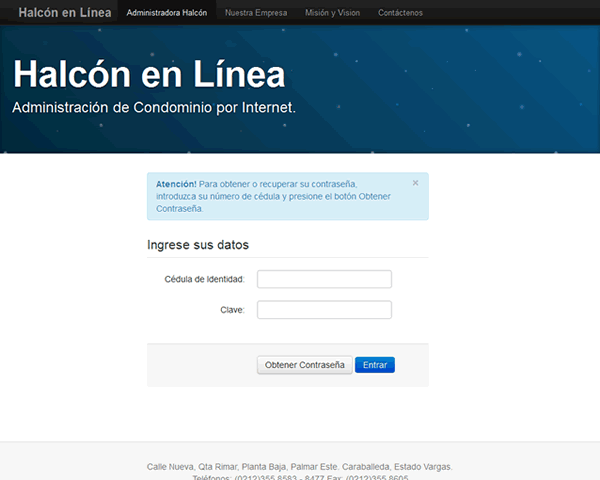 Halcón en Línea Administradora Halcón Nuestra Empresa Misión y Vision Contáctenos
Halcón en Línea
Administración de Condominio por Internet.
Atención! Para obtener o recuperar su contraseña, ×
introduzca su número de cédula y presione el botón Obtener
Contraseña.
Ingrese sus datos
Cédula de Identidad:
Clave:
Obtener Contraseña Entrar
Calle Nueva, Qta Rimar, Planta Baja, Palmar Este. Caraballeda, Estado Vargas.
Teléfonos: (0212)355.8583 - 8477 Fax: (0212)355.8605